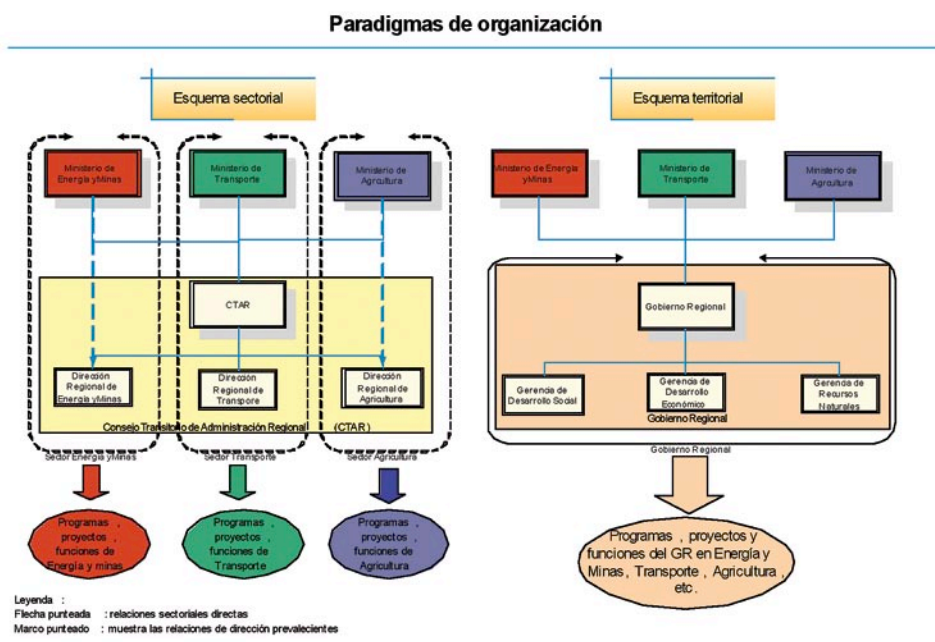 Paradigmas de organización
Esquema sectorial
Ministerio de
Energía yMinas
Ministerio de
Transporte
Ministerio de
Agricultura
CTAR
Dirección
Regional de
Energía yMinas
Dirección
Regional de
Transpore
Dirección
Regional de
Agricultura
Consejo Transitorio de Administración Regional (CTAR )
Sector Energía yMinas
Sector Transporte
Sector Agricultura
Programas ,
proyectos ,
funciones de
Energía y minas
Programas ,
proyectos ,
funciones de
Transporte
Programas ,
proyectos ,
funciones de
Agricultura
Esquema territorial
Ministerio de Energía
yMinas
Ministerio de
Transporte
Ministerio de
Agricultura
Gobierno Regional
Gerencia de
Desarrollo Social
Gerencia de
Desarrollo
Económico
Gerencia de
Recursos
Naturales
Gobierno Regional
Gobierno Regional
Programas , proyectos y
funciones del GR en Energía y
Minas , Transporte , Agricultura ,
etc .
Leyenda :
Flecha punteada : relaciones sectoriales directas
Marco punteado : muestra las relaciones de dirección prevalecientes